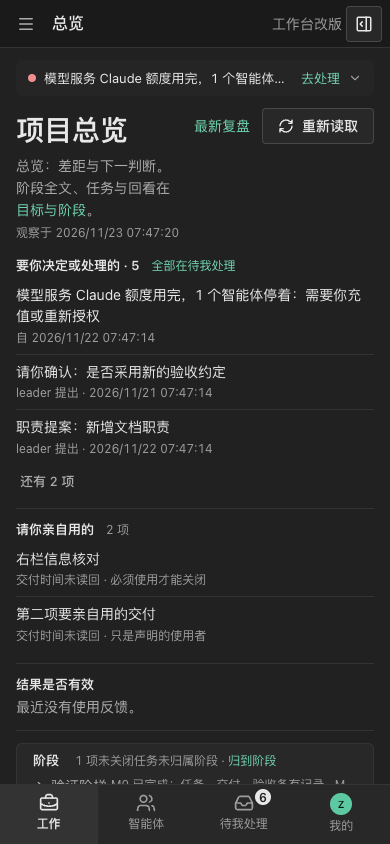 总览
工作台改版
模型服务 Claude 额度用完，1 个智能体… 去处理
项目总览
最新复盘
重新读取
总览：差距与下一判断。
阶段全文、任务与回看在
目标与阶段。
观察于 2026/11/23 07:47:20
要你决定或处理的 · 5 全部在待我处理
模型服务 Claude 额度用完，1 个智能体停着：需要你充
值或重新授权
自 2026/11/22 07:47:14
请你确认：是否采用新的验收约定
leader 提出 · 2026/11/21 07:47:14
职责提案：新增文档职责
leader 提出 · 2026/11/22 07:47:14
还有 2 项
请你亲自用的 2 项
右栏信息核对
交付时间未读回 · 必须使用才能关闭
第二项要亲自用的交付
交付时间未读回 · 只是声明的使用者
结果是否有效
最近没有使用反馈。
阶段 1 项未关闭任务未归属阶段 · 归到阶段
6
工作
智能体
待我处理
z
我的